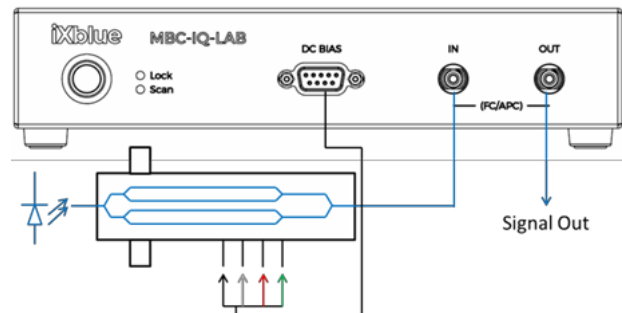 iXblue MBC-IQ-LAB
DC BIAS
IN
OUT
Lock
Scan
(FC/APC)
Signal Out